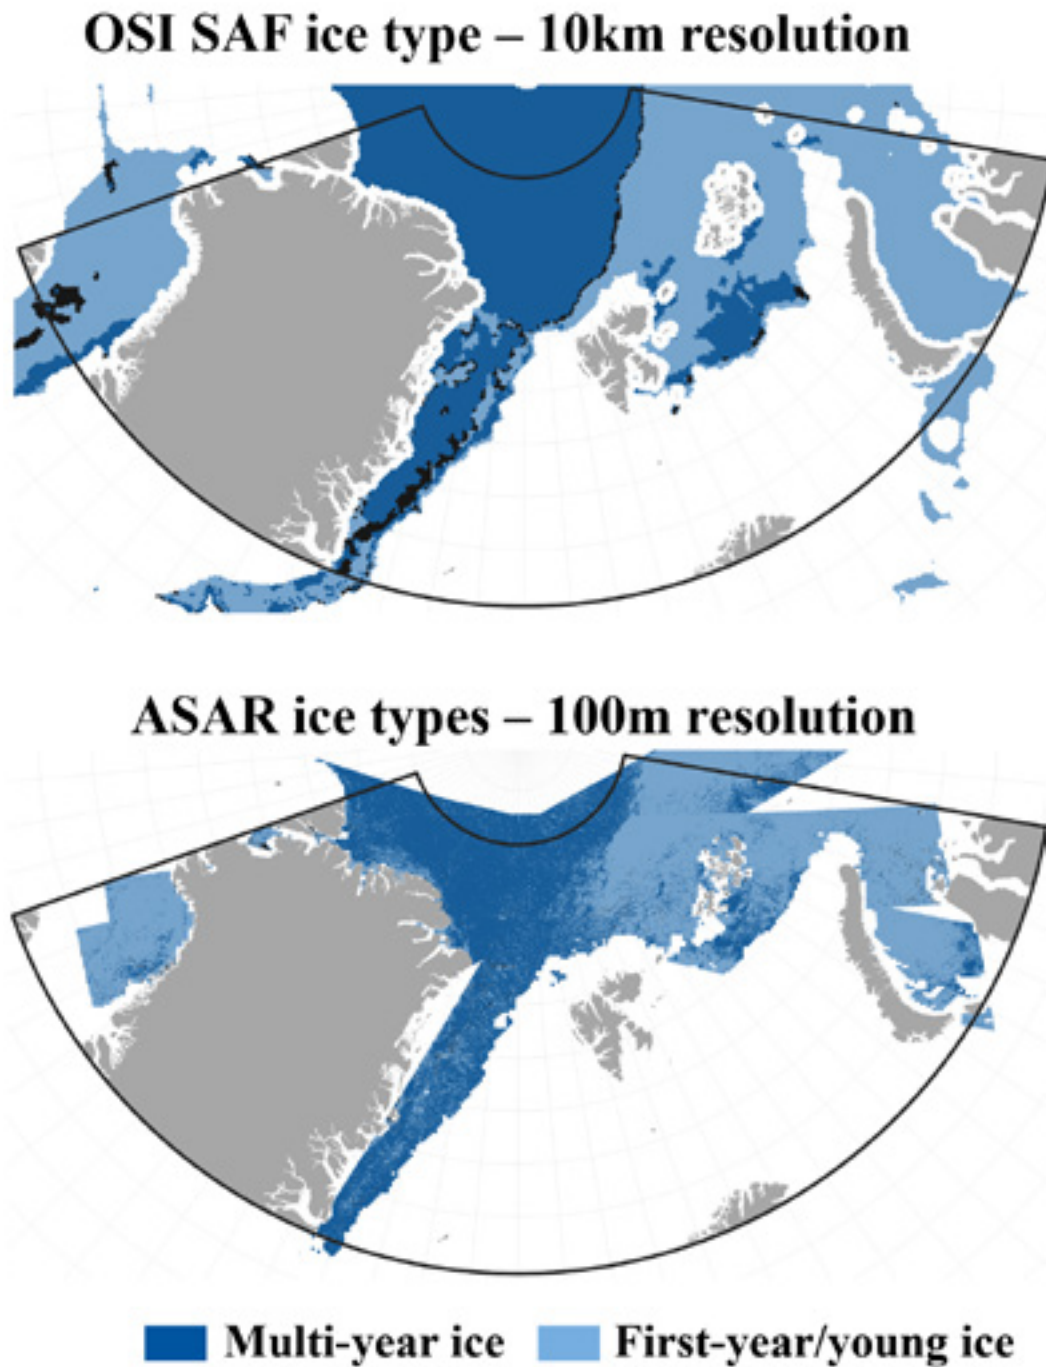 OSI SAF ice type – 10km resolution
ASAR ice types – 100m resolution
Multi-year ice
First-year/young ice